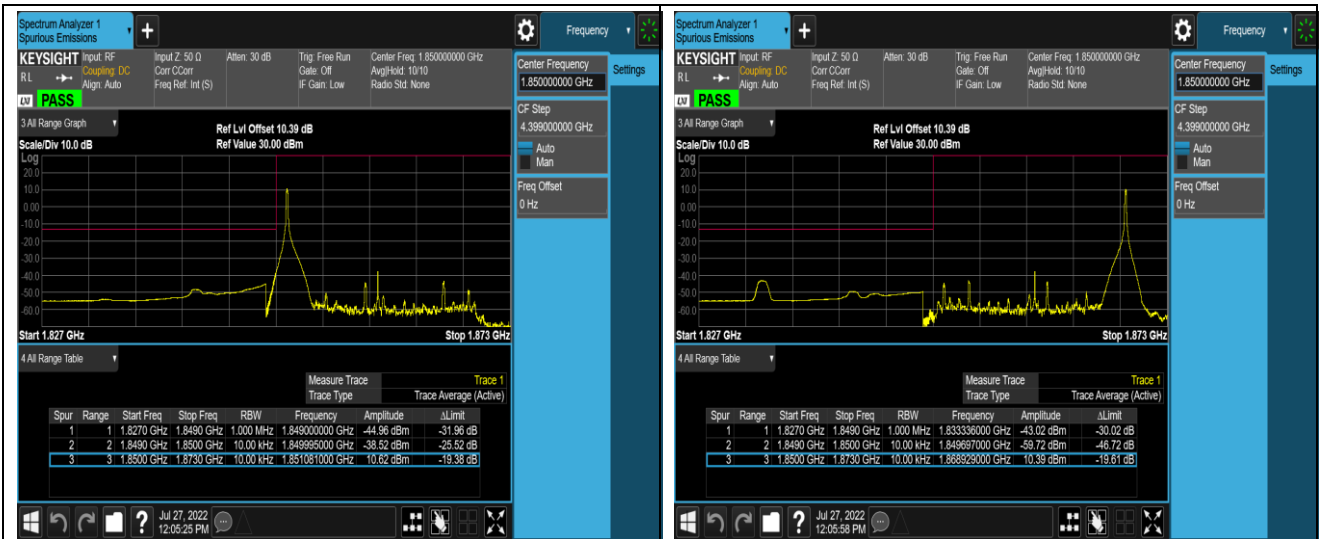 Spectrum Analyzer 1
Spurious Emissions
+
Frequency
KEYSIGHT
R L
LXI PASS
Input: RF
Coupling: DC
Align: Auto
Input Z: 50 Ω
Corr CCorr
Freq Ref: Int (S)
Atten: 30 dB
Trig: Free Run
Gate: Off
IF Gain: Low
Center Freq: 1.850000000 GHz
Avg|Hold: 10/10
Radio Std: None
Center Frequency
1.850000000 GHz
Settings
CF Step
4.399000000 GHz
Auto
Man
Freq Offset
0 Hz
3 All Range Graph
Scale/Div 10.0 dB
Ref Lvl Offset 10.39 dB
Ref Value 30.00 dBm
Log
20.0
10.0
0.00
-10.0
-20.0
-30.0
-40.0
-50.0
-60.0
Start 1.827 GHz Stop 1.873 GHz
4 All Range Table
Measure Trace Trace 1
Trace Type Trace Average (Active)
Spur Range Start Freq Stop Freq RBW Frequency Amplitude ΔLimit
1 1 1.8270 GHz 1.8490 GHz 1.000 MHz 1.849000000 GHz -44.96 dBm -31.96 dB
2 2 1.8490 GHz 1.8500 GHz 10.00 kHz 1.849995000 GHz -38.52 dBm -25.52 dB
3 3 1.8500 GHz 1.8730 GHz 10.00 kHz 1.851081000 GHz 10.62 dBm -19.38 dB
?
Jul 27, 2022
12:05:25 PM
Spectrum Analyzer 1
Spurious Emissions
+
Frequency
KEYSIGHT
R L
LXI PASS
Input: RF
Coupling: DC
Align: Auto
Input Z: 50 Ω
Corr CCorr
Freq Ref: Int (S)
Atten: 30 dB
Trig: Free Run
Gate: Off
IF Gain: Low
Center Freq: 1.850000000 GHz
Avg|Hold: 10/10
Radio Std: None
Center Frequency
1.850000000 GHz
Settings
CF Step
4.399000000 GHz
Auto
Man
Freq Offset
0 Hz
3 All Range Graph
Scale/Div 10.0 dB
Ref Lvl Offset 10.39 dB
Ref Value 30.00 dBm
Log
20.0
10.0
0.00
-10.0
-20.0
-30.0
-40.0
-50.0
-60.0
Start 1.827 GHz Stop 1.873 GHz
4 All Range Table
Measure Trace Trace 1
Trace Type Trace Average (Active)
Spur Range Start Freq Stop Freq RBW Frequency Amplitude ΔLimit
1 1 1.8270 GHz 1.8490 GHz 1.000 MHz 1.833336000 GHz -43.02 dBm -30.02 dB
2 2 1.8490 GHz 1.8500 GHz 10.00 kHz 1.849697000 GHz -59.72 dBm -46.72 dB
3 3 1.8500 GHz 1.8730 GHz 10.00 kHz 1.868929000 GHz 10.39 dBm -19.61 dB
?
Jul 27, 2022
12:05:58 PM